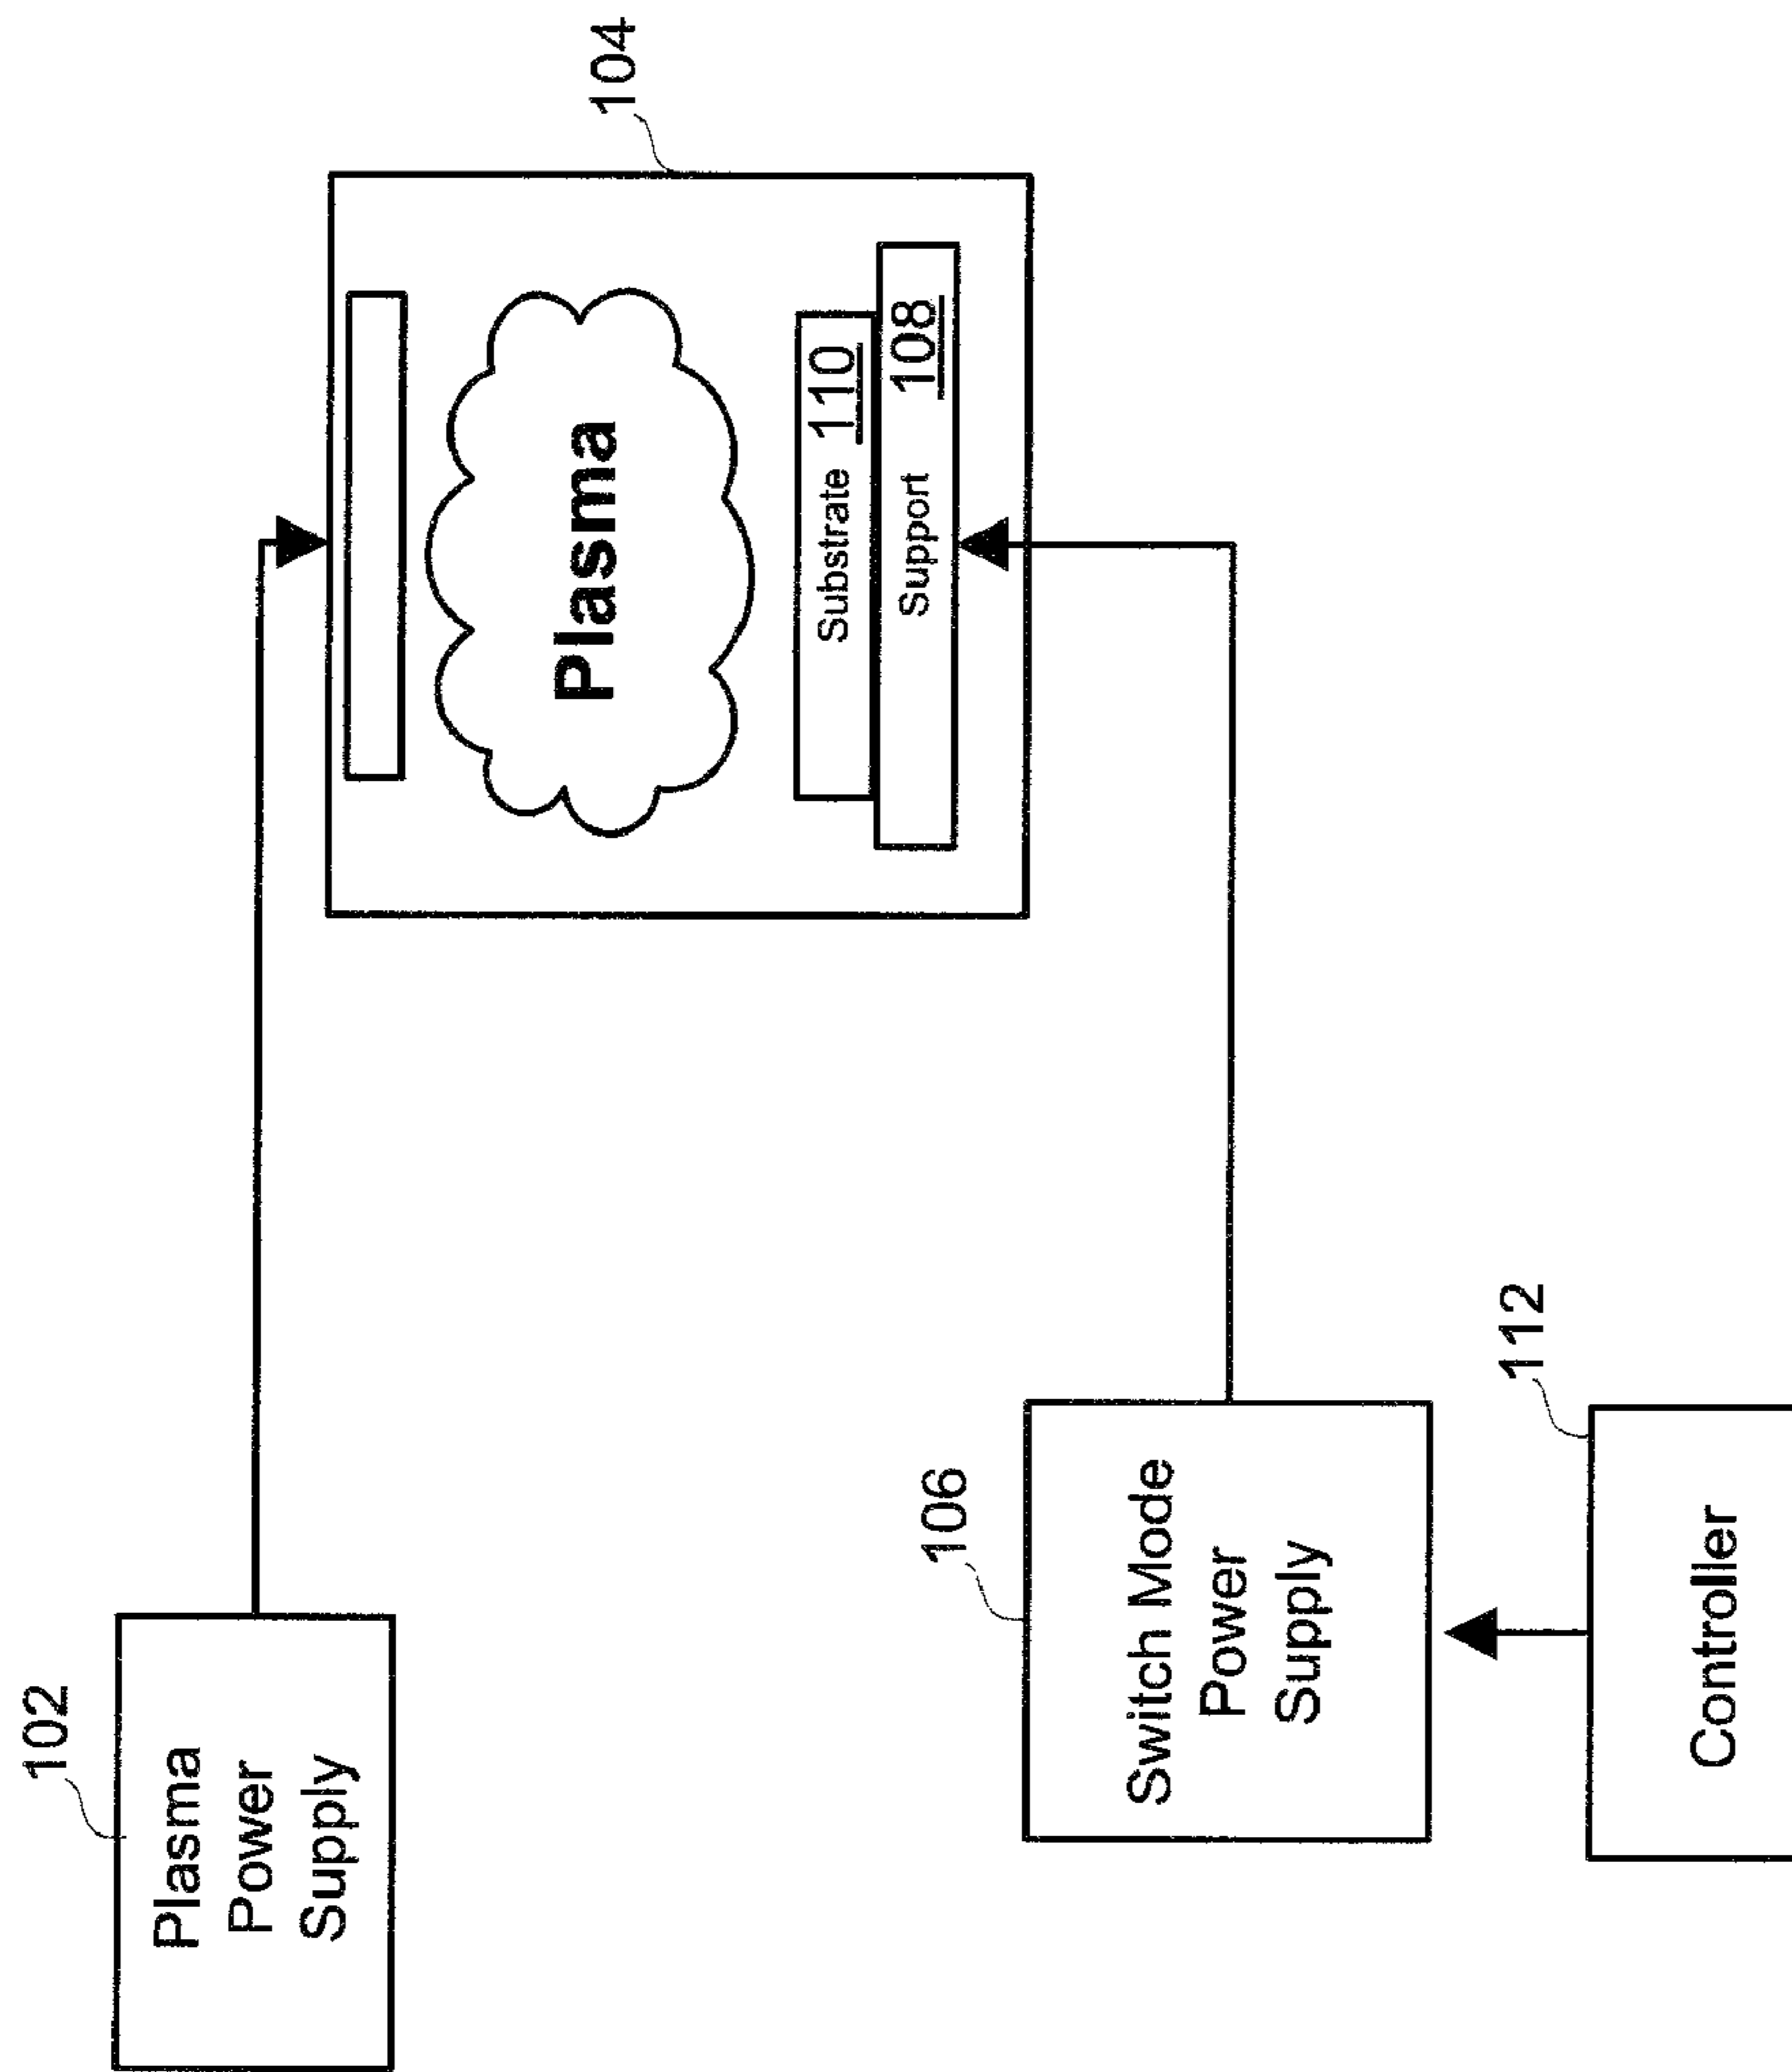 102
Plasma
Power
Supply
104
Plasma
Substrate 110
Support 108
106
Switch Mode
Power
Supply
112
Controller